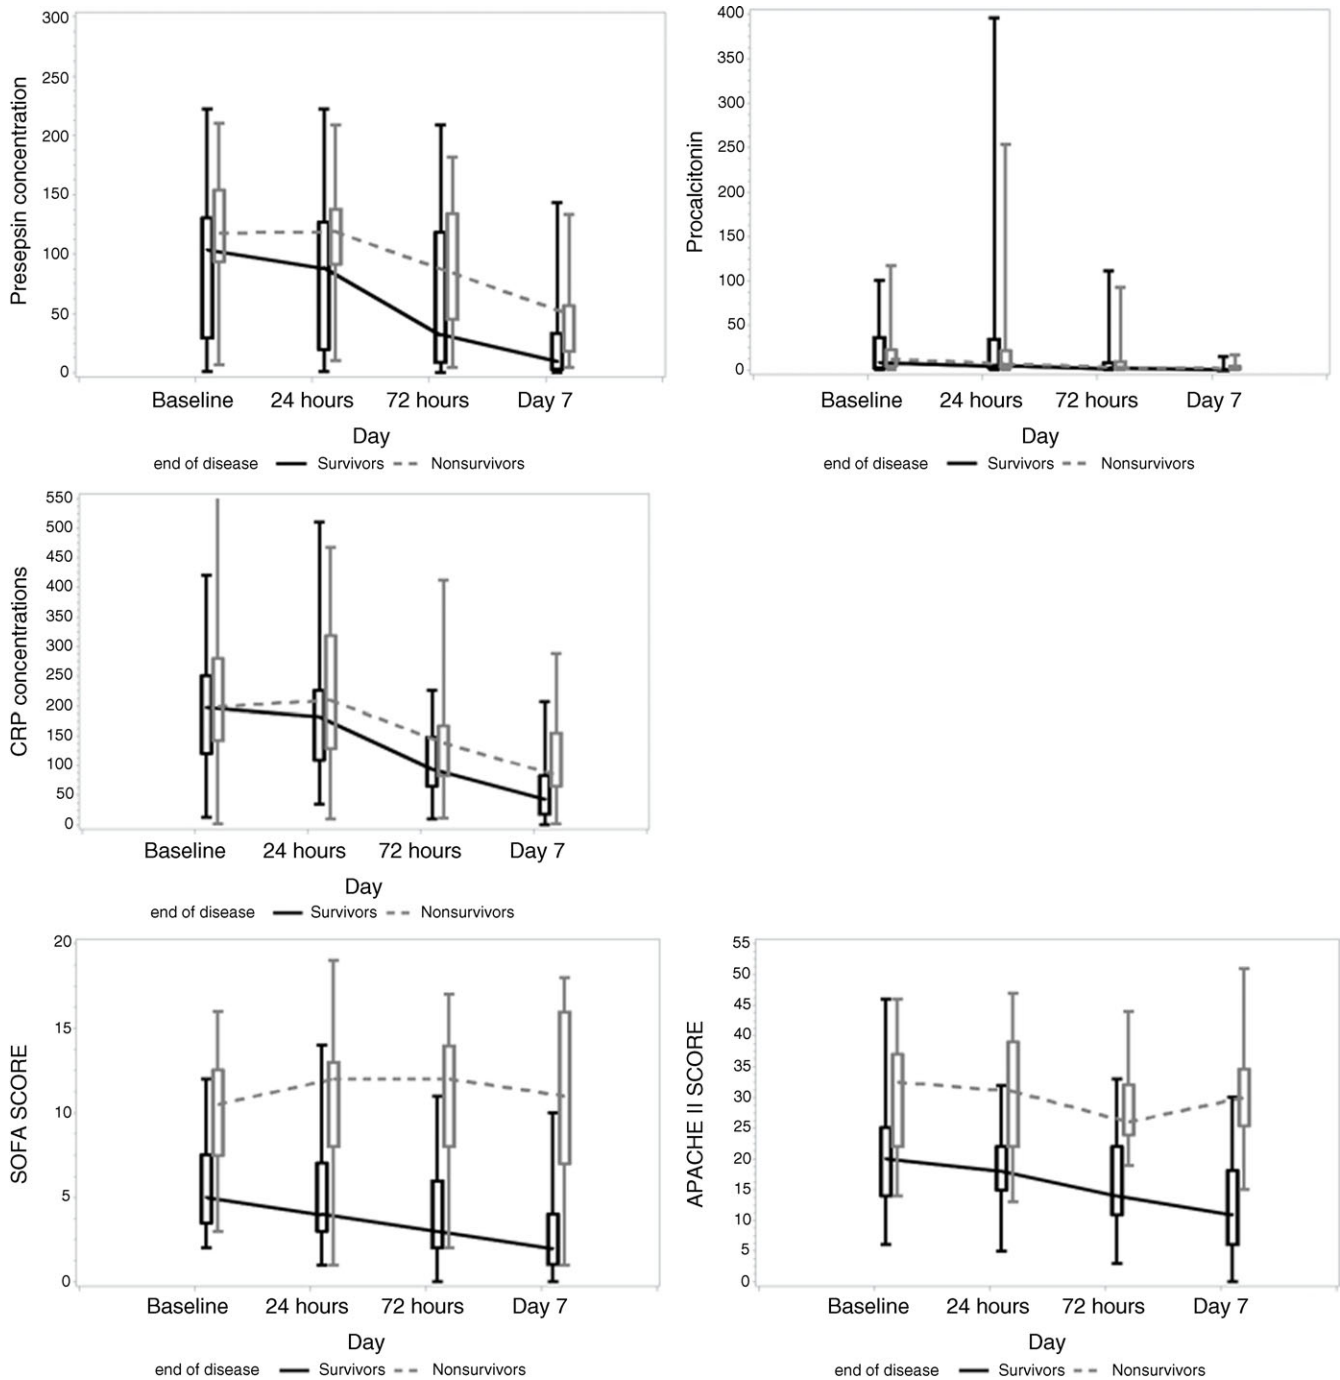 Presepsin concentration
300
250
200
150
100
50
0
Baseline 24 hours 72 hours Day 7
Day
end of disease Survivors Nonsurvivors
Procalcitonin
400
350
300
250
200
150
100
50
0
Baseline 24 hours 72 hours Day 7
Day
end of disease Survivors Nonsurvivors
CRP concentrations
550
500
450
400
350
300
250
200
150
100
50
0
Baseline 24 hours 72 hours Day 7
Day
end of disease Survivors Nonsurvivors
SOFA SCORE
20
15
10
5
0
Baseline 24 hours 72 hours Day 7
Day
end of disease Survivors Nonsurvivors
APACHE II SCORE
55
50
45
40
35
30
25
20
15
10
5
0
Baseline 24 hours 72 hours Day 7
Day
end of disease Survivors Nonsurvivors